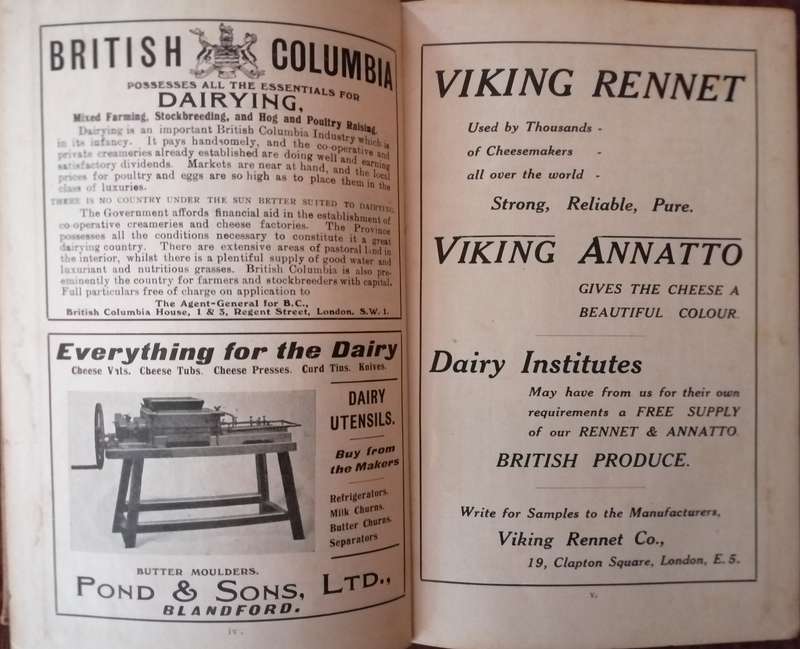 BRITISH COLUMBIA
POSSESSES ALL THE ESSENTIALS FOR
DAIRYING,
Mixed Farming, Stockbreeding, and Hog and Poultry Raising.
Dairying is an important British Columbia Industry which is
in its infancy. It pays handsomely, and the co-operative and
private creameries already established are doing well and earning
satisfactory dividends. Markets are near at hand, and the local
prices for poultry and eggs are so high as to place them in the
class of luxuries.
THERE IS NO COUNTRY UNDER THE SUN BETTER SUITED TO DAIRYING.
The Government affords financial aid in the establishment of
co-operative creameries and cheese factories. The Province
possesses all the conditions necessary to constitute it a great
dairying country. There are extensive areas of pastoral land in
the interior, whilst there is a plentiful supply of good water and
luxuriant and nutritious grasses. British Columbia is also pre-
eminently the country for farmers and stockbreeders with capital.
Full particulars free of charge on application to
The Agent-General for B.C.,
British Columbia House, 1 & 3, Regent Street, London, S.W. 1.
Everything for the Dairy
Cheese Vats. Cheese Tubs. Cheese Presses. Curd Tins. Knives.
DAIRY
UTENSILS.
Buy from
the Makers
Refrigerators.
Milk Churns.
Butter Churns.
Separators
BUTTER MOULDERS.
POND & SONS, LTD.,
BLANDFORD.
iv.
VIKING RENNET
Used by Thousands -
of Cheesemakers -
all over the world -
Strong, Reliable, Pure.
VIKING ANNATTO
GIVES THE CHEESE A
BEAUTIFUL COLOUR.
Dairy Institutes
May have from us for their own
requirements a FREE SUPPLY
of our RENNET & ANNATTO.
BRITISH PRODUCE.
Write for Samples to the Manufacturers,
Viking Rennet Co.,
19, Clapton Square, London, E. 5.
v.